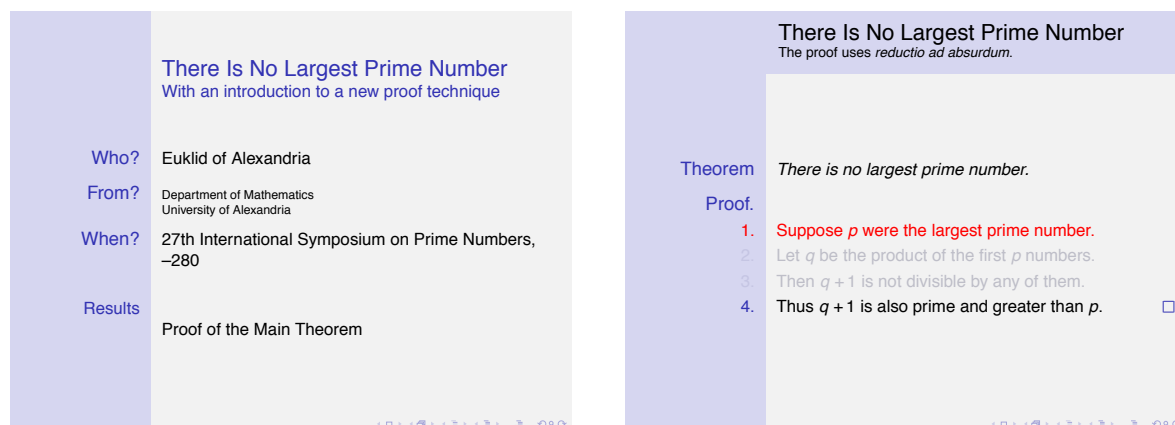 There Is No Largest Prime Number
With an introduction to a new proof technique
Who? Euklid of Alexandria
From? Department of Mathematics
University of Alexandria
When? 27th International Symposium on Prime Numbers,
–280
Results
Proof of the Main Theorem
There Is No Largest Prime Number
The proof uses reductio ad absurdum.
Theorem There is no largest prime number.
Proof.
1. Suppose p were the largest prime number.
2. Let q be the product of the first p numbers.
3. Then q + 1 is not divisible by any of them.
4. Thus q + 1 is also prime and greater than p. □